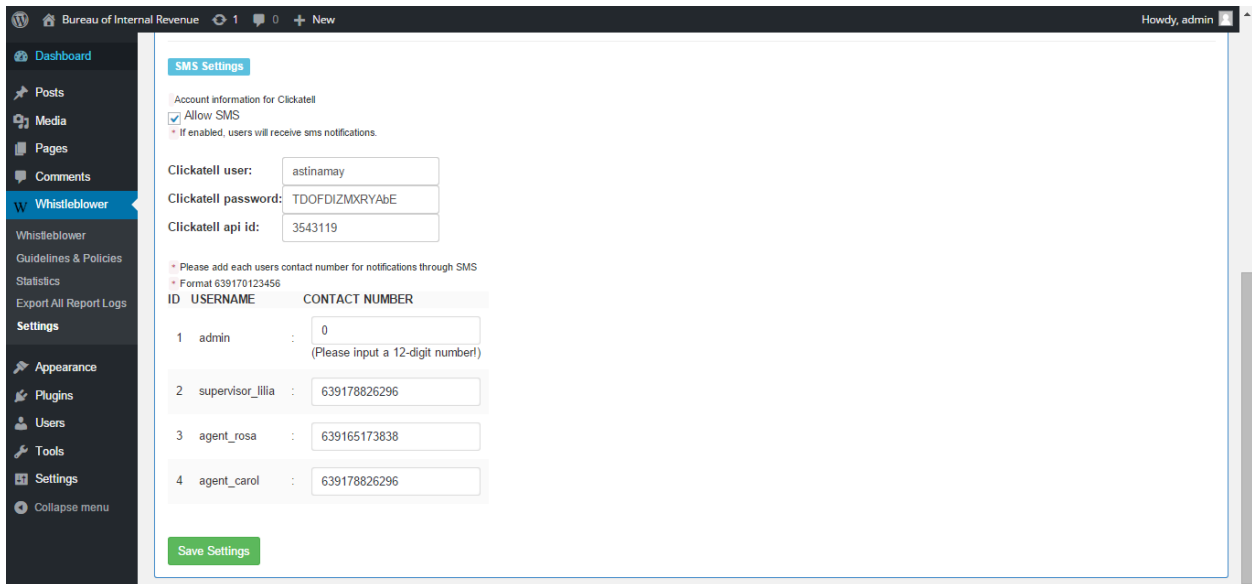 Bureau of Internal Revenue 1 0 New Howdy, admin
Dashboard
Posts
Media
Pages
Comments
Whistleblower
Whistleblower
Guidelines & Policies
Statistics
Export All Report Logs
Settings
Appearance
Plugins
Users
Tools
Settings
Collapse menu
SMS Settings
Account information for Clickatell
Allow SMS
* If enabled, users will receive sms notifications.
Clickatell user: astinamay
Clickatell password: TDOFDIZMXRYAbE
Clickatell api id: 3543119
* Please add each users contact number for notifications through SMS
* Format 639170123456
ID USERNAME CONTACT NUMBER
1 admin : 0
(Please input a 12-digit number!)
2 supervisor_lilia : 639178826296
3 agent_rosa : 639165173838
4 agent_carol : 639178826296
Save Settings